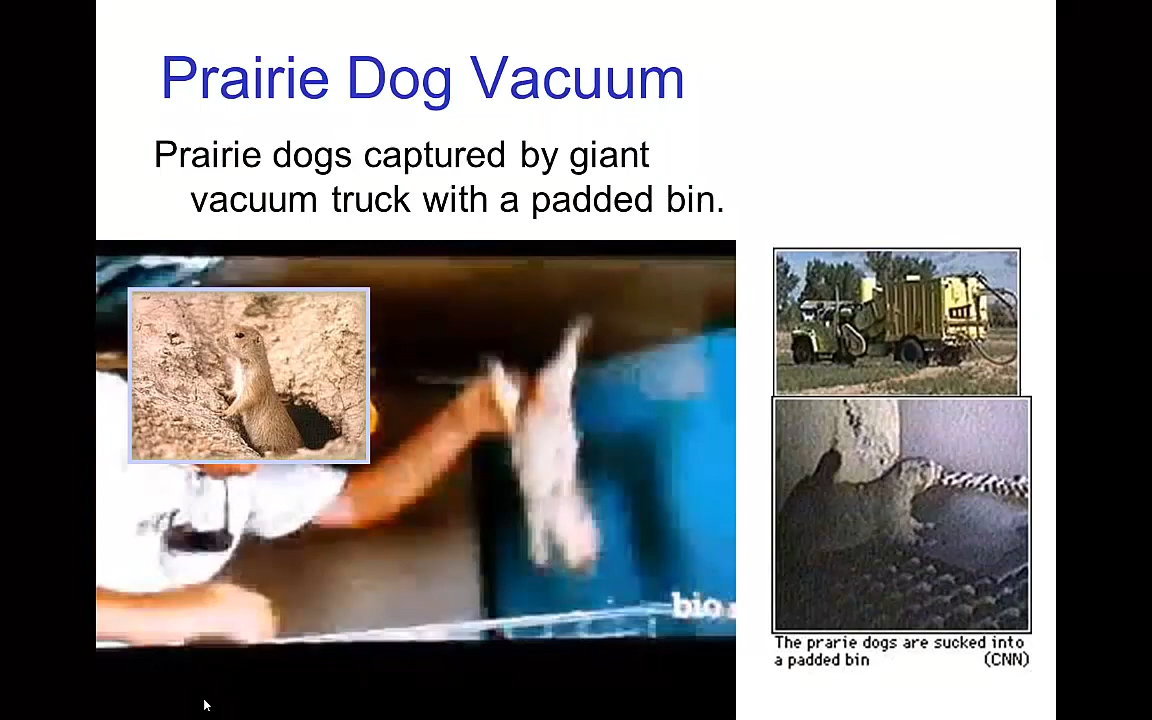 Prairie Dog Vacuum
Prairie dogs captured by giant
vacuum truck with a padded bin.
bio
The prarie dogs are sucked into
a padded bin (CNN)